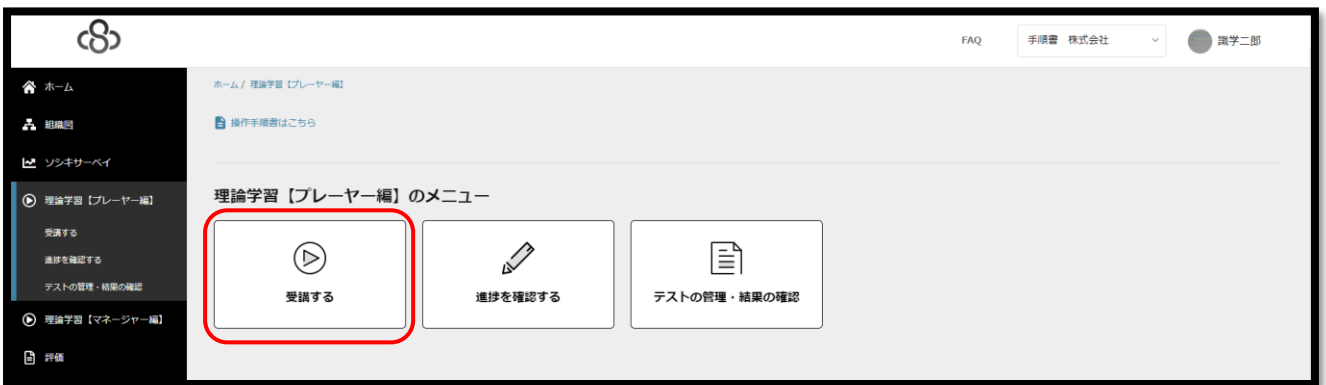 FAQ
手順書 株式会社
識学二郎
ホーム
組織図
ソシキサーベイ
理論学習【プレーヤー編】
受講する
進捗を確認する
テストの管理・結果の確認
理論学習【マネージャー編】
評価
ホーム / 理論学習【プレーヤー編】
操作手順書はこちら
理論学習【プレーヤー編】のメニュー
受講する
進捗を確認する
テストの管理・結果の確認